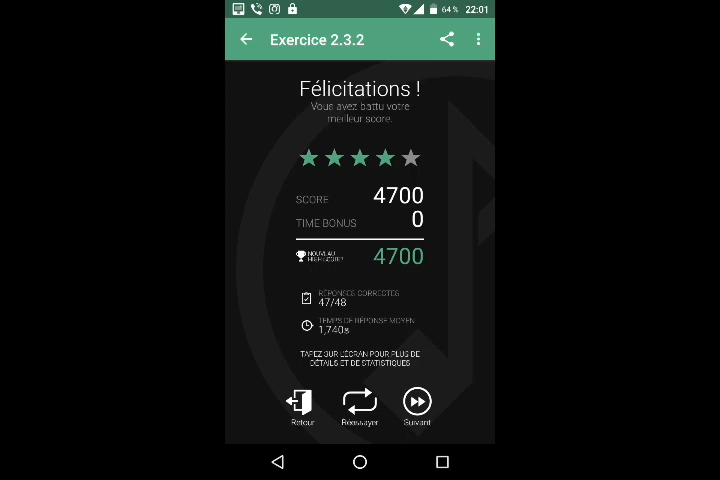 64 % 22:01
Exercice 2.3.2
Félicitations !
Vous avez battu votre
meilleur score.
SCORE 4700
TIME BONUS 0
NOUVEAU
HIGH SCORE! 4700
RÉPONSES CORRECTES
47/48
TEMPS DE RÉPONSE MOYEN
1,740s
TAPEZ SUR L'ÉCRAN POUR PLUS DE
DÉTAILS ET DE STATISTIQUES
Retour Réessayer Suivant